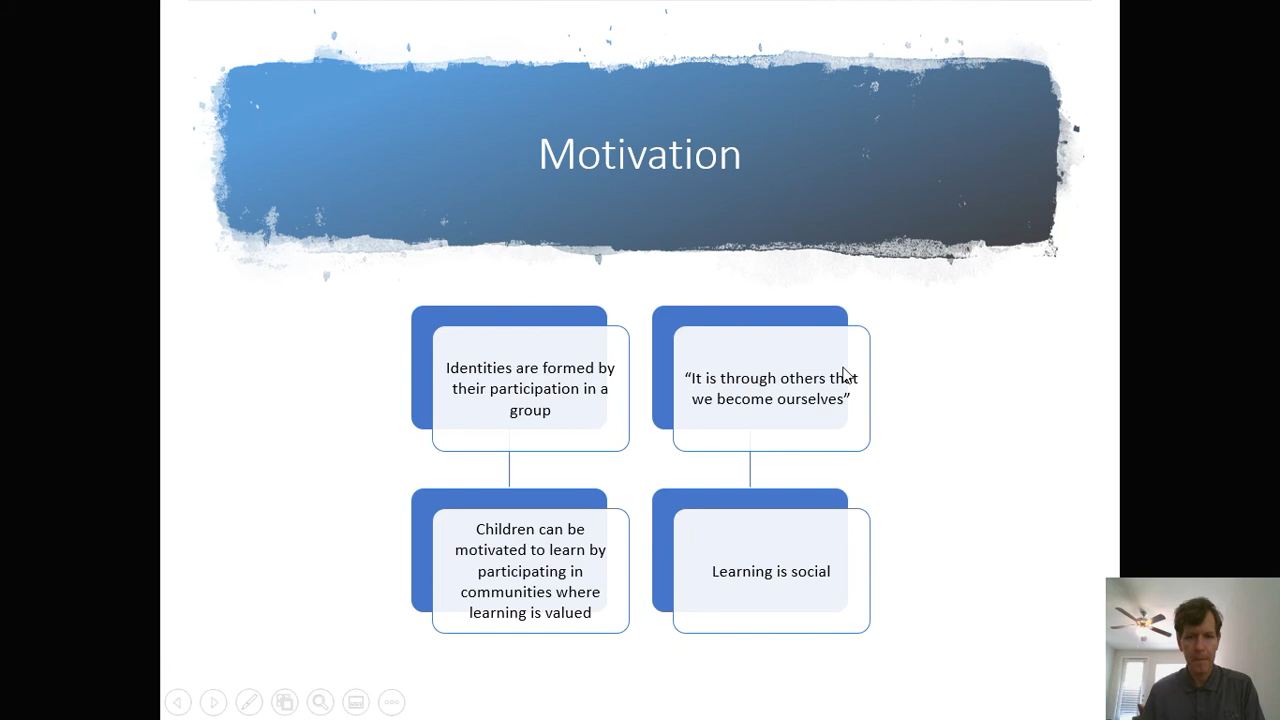 Motivation
Identities are formed by
their participation in a
group
“It is through others that
we become ourselves”
Children can be
motivated to learn by
participating in
communities where
learning is valued
Learning is social